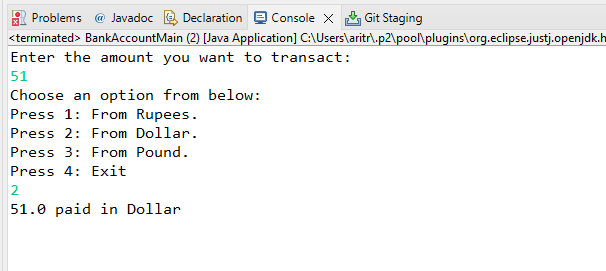 Problems @ Javadoc Declaration Console Git Staging
<terminated> BankAccountMain (2) [Java Application] C:\Users\aritr\.p2\pool\plugins\org.eclipse.justj.openjdk.h
Enter the amount you want to transact:
51
Choose an option from below:
Press 1: From Rupees.
Press 2: From Dollar.
Press 3: From Pound.
Press 4: Exit
2
51.0 paid in Dollar